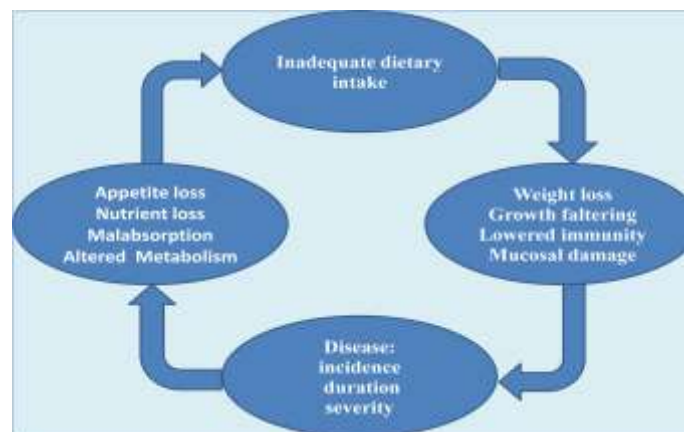 Inadequate dietary
intake
Weight loss
Growth faltering
Lowered immunity
Mucosal damage
Disease:
incidence
duration
severity
Appetite loss
Nutrient loss
Malabsorption
Altered Metabolism